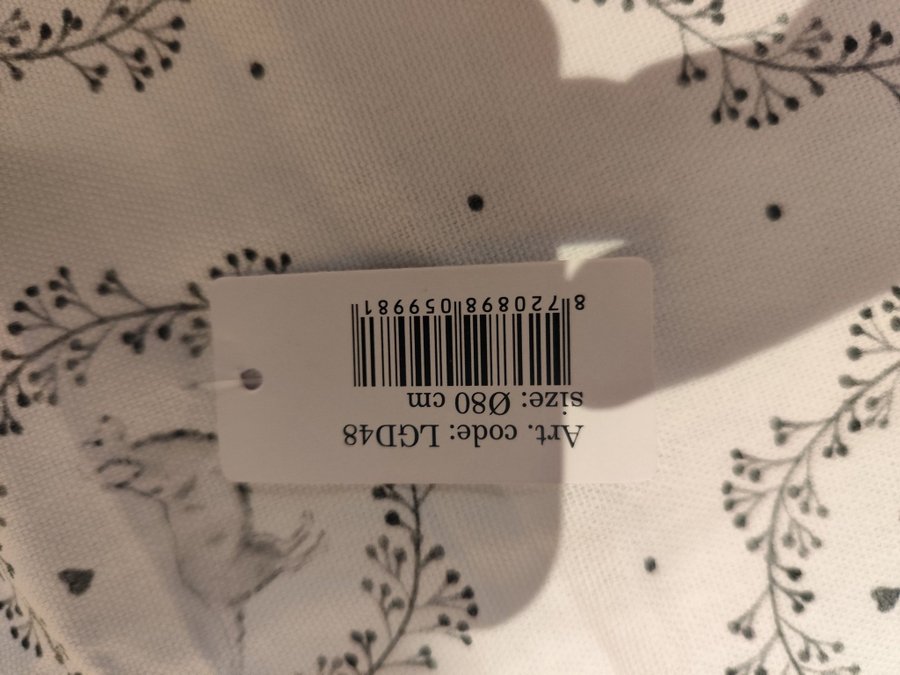 Art. code: LGD48
size: Ø80 cm
8 720898 059981